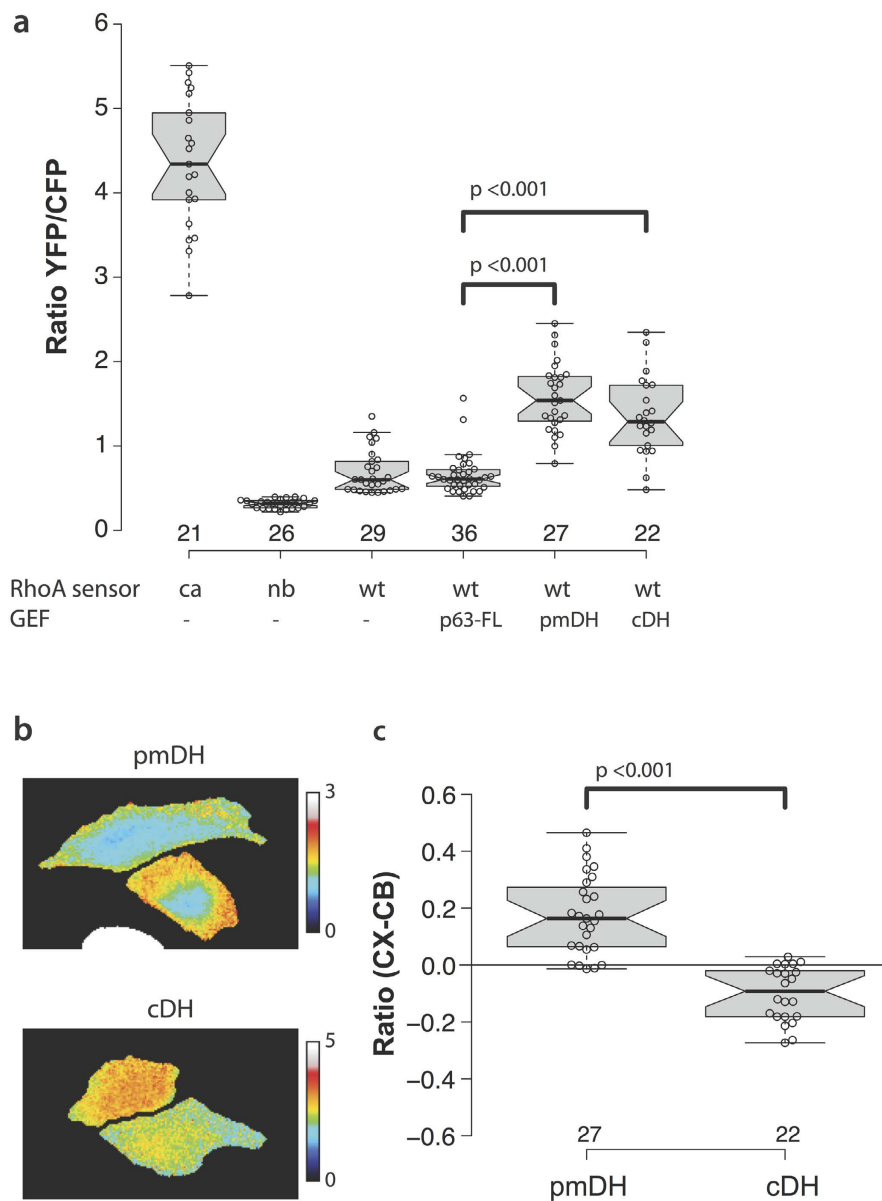 a
Ratio YFP/CFP
6
5
4
3
2
1
0
p <0.001
p <0.001
21 26 29 36 27 22
RhoA sensor ca nb wt wt wt wt
GEF - - - p63-FL pmDH cDH
b
pmDH
3
0
cDH
5
0
c
p <0.001
Ratio (CX-CB)
0.6
0.4
0.2
0.0
−0.2
−0.4
−0.6
27 22
pmDH cDH